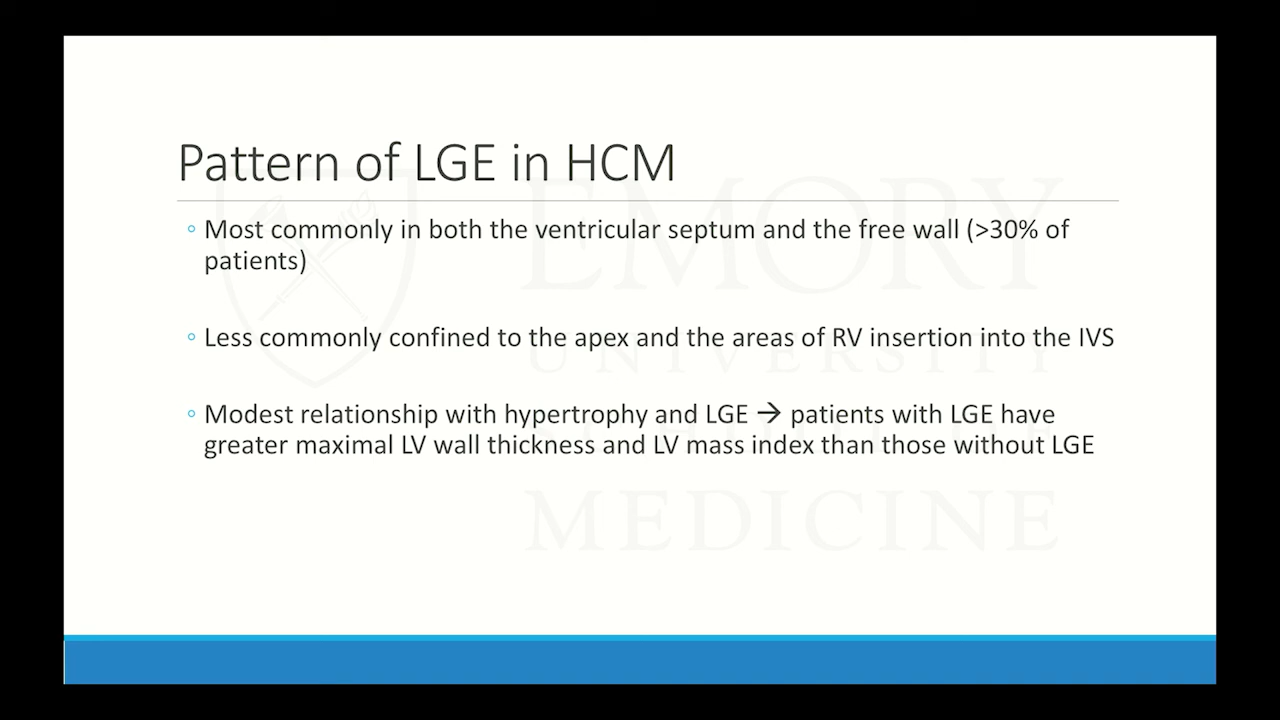 Pattern of LGE in HCM
◦ Most commonly in both the ventricular septum and the free wall (>30% of
patients)
◦ Less commonly confined to the apex and the areas of RV insertion into the IVS
◦ Modest relationship with hypertrophy and LGE → patients with LGE have
greater maximal LV wall thickness and LV mass index than those without LGE
EMORY
UNIVERSITY
MEDICINE